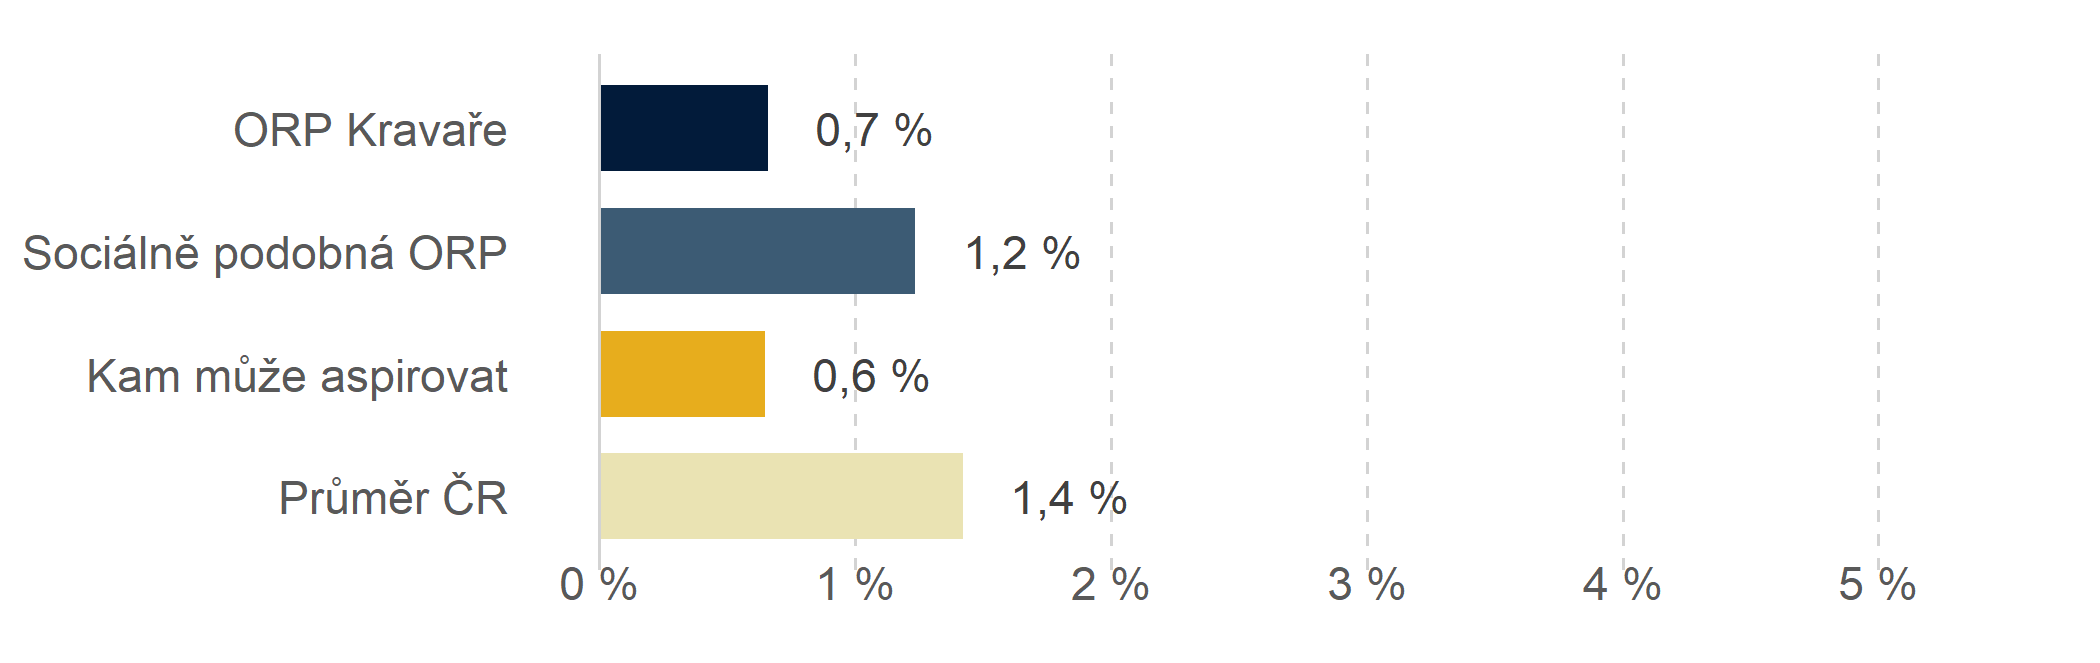 ORP Kravaře
0,7 %
Sociálně podobná ORP
1,2 %
Kam může aspirovat
0,6 %
Průměr ČR
1,4 %
0 % 1 % 2 % 3 % 4 % 5 %